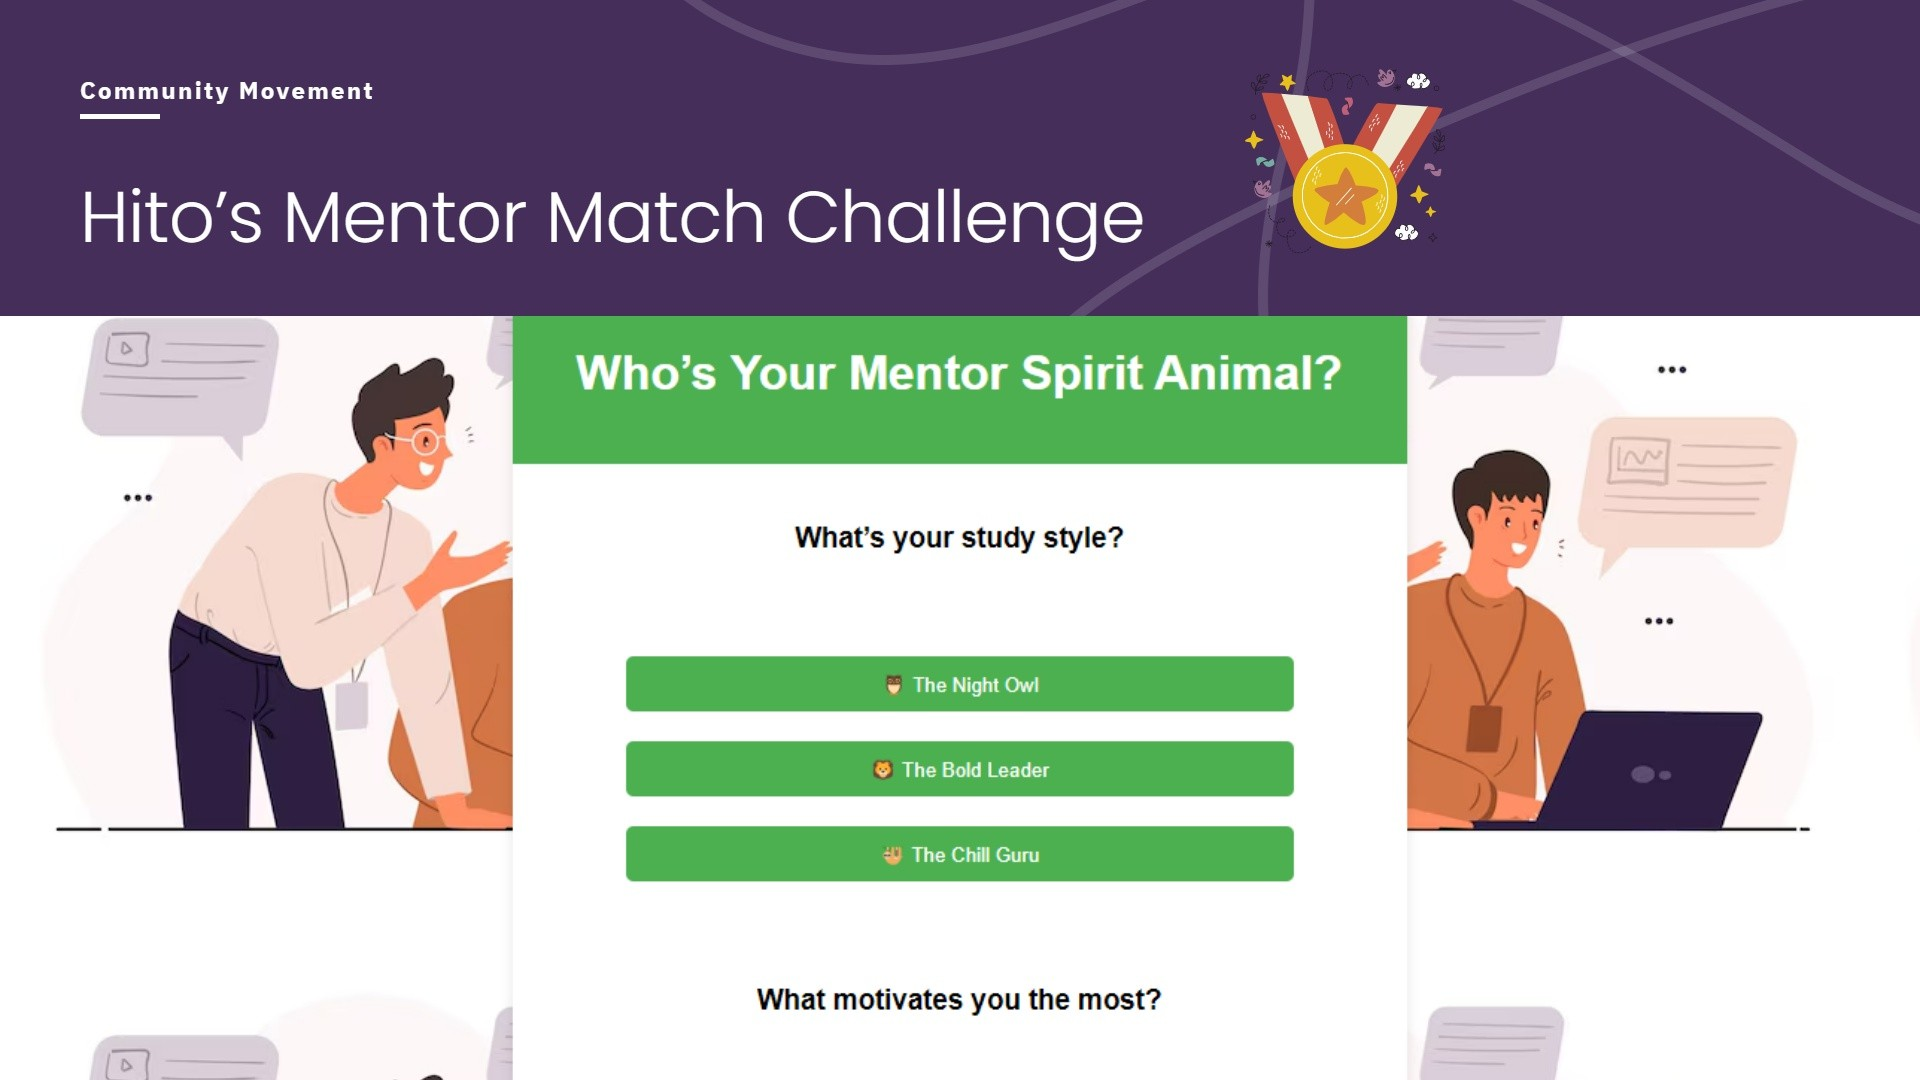 Community Movement
Hito’s Mentor Match Challenge
Who’s Your Mentor Spirit Animal?
What’s your study style?
🦉 The Night Owl
🦁 The Bold Leader
🦥 The Chill Guru
What motivates you the most?